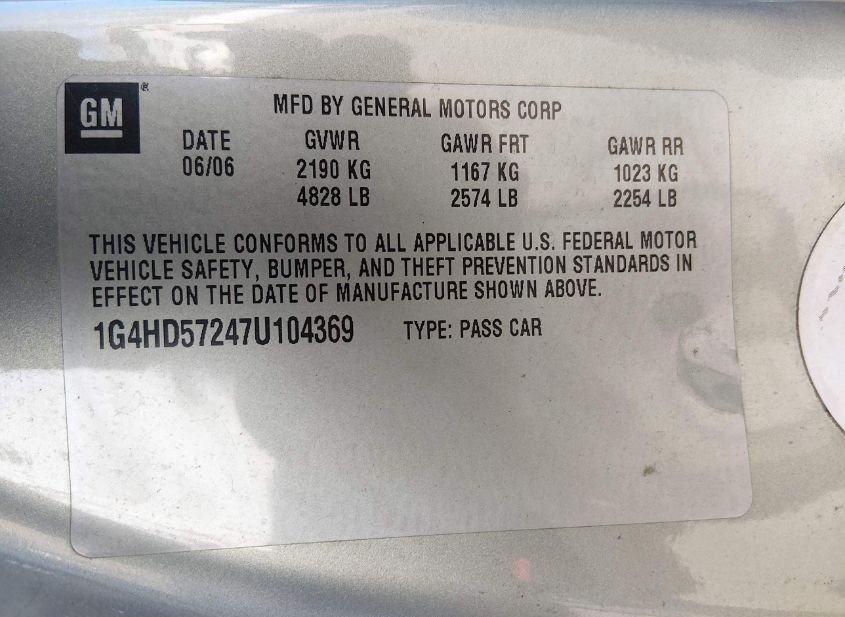 GM ®
MFD BY GENERAL MOTORS CORP
DATE GVWR GAWR FRT GAWR RR
06/06 2190 KG 1167 KG 1023 KG
4828 LB 2574 LB 2254 LB
THIS VEHICLE CONFORMS TO ALL APPLICABLE U.S. FEDERAL MOTOR
VEHICLE SAFETY, BUMPER, AND THEFT PREVENTION STANDARDS IN
EFFECT ON THE DATE OF MANUFACTURE SHOWN ABOVE.
1G4HD57247U104369 TYPE: PASS CAR